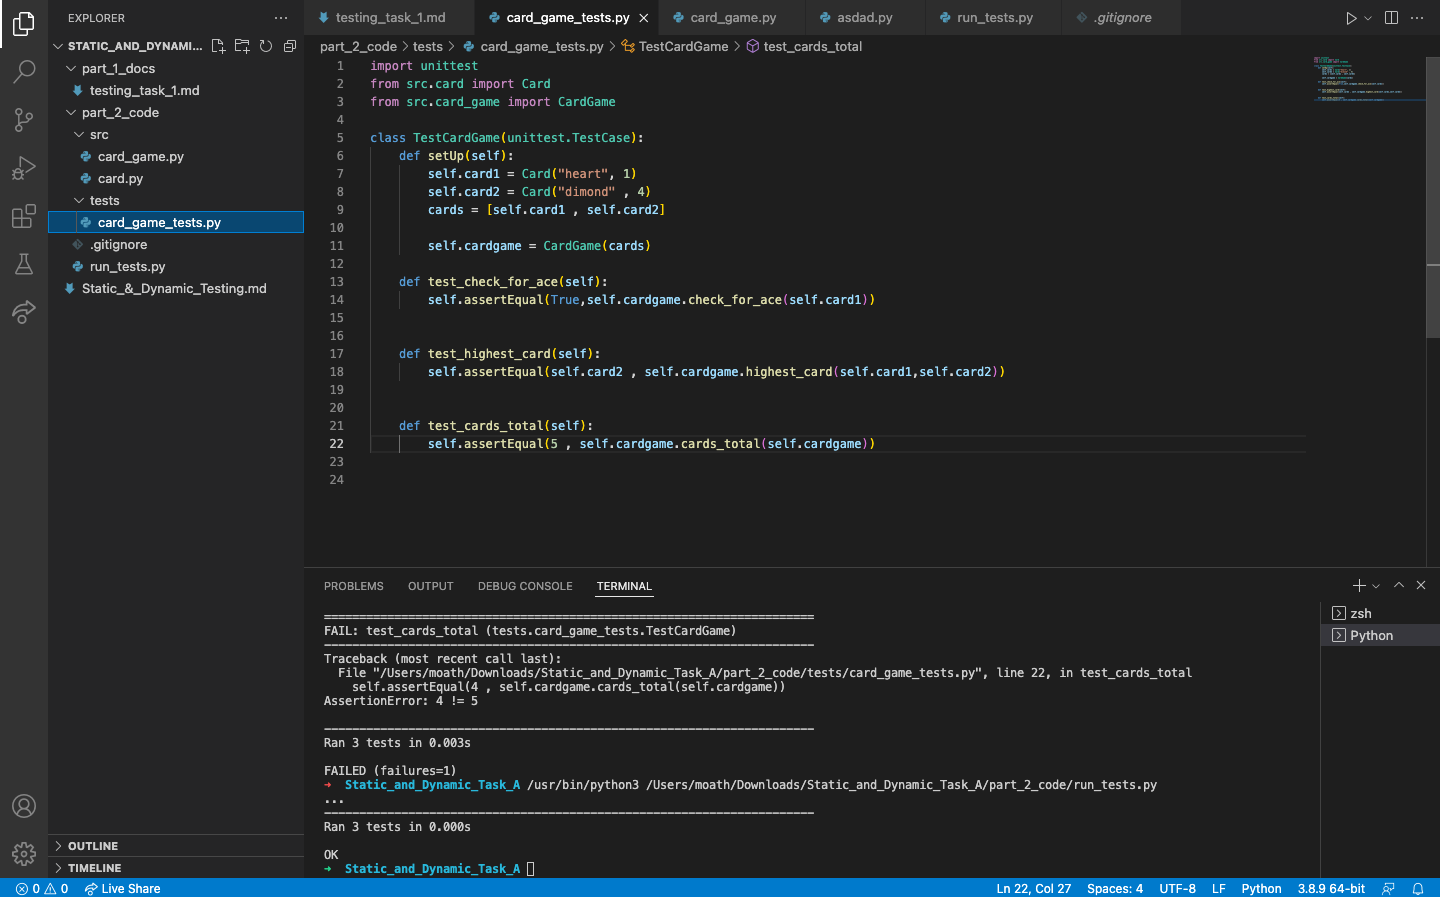 EXPLORER
STATIC_AND_DYNAMI...
part_1_docs
testing_task_1.md
part_2_code
src
card_game.py
card.py
tests
card_game_tests.py
.gitignore
run_tests.py
Static_&_Dynamic_Testing.md
OUTLINE
TIMELINE
testing_task_1.md card_game_tests.py card_game.py asdad.py run_tests.py .gitignore
part_2_code > tests > card_game_tests.py > TestCardGame > test_cards_total
1 import unittest
2 from src.card import Card
3 from src.card_game import CardGame
4
5 class TestCardGame(unittest.TestCase):
6 def setUp(self):
7 self.card1 = Card("heart", 1)
8 self.card2 = Card("dimond" , 4)
9 cards = [self.card1 , self.card2]
10
11 self.cardgame = CardGame(cards)
12
13 def test_check_for_ace(self):
14 self.assertEqual(True,self.cardgame.check_for_ace(self.card1))
15
16
17 def test_highest_card(self):
18 self.assertEqual(self.card2 , self.cardgame.highest_card(self.card1,self.card2))
19
20
21 def test_cards_total(self):
22 self.assertEqual(5 , self.cardgame.cards_total(self.cardgame))
23
24
PROBLEMS OUTPUT DEBUG CONSOLE TERMINAL
======================================================================
FAIL: test_cards_total (tests.card_game_tests.TestCardGame)
----------------------------------------------------------------------
Traceback (most recent call last):
File "/Users/moath/Downloads/Static_and_Dynamic_Task_A/part_2_code/tests/card_game_tests.py", line 22, in test_cards_total
self.assertEqual(4 , self.cardgame.cards_total(self.cardgame))
AssertionError: 4 != 5
----------------------------------------------------------------------
Ran 3 tests in 0.003s
FAILED (failures=1)
→ Static_and_Dynamic_Task_A /usr/bin/python3 /Users/moath/Downloads/Static_and_Dynamic_Task_A/part_2_code/run_tests.py
...
----------------------------------------------------------------------
Ran 3 tests in 0.000s
OK
→ Static_and_Dynamic_Task_A
zsh
Python
0 0 Live Share Ln 22, Col 27 Spaces: 4 UTF-8 LF Python 3.8.9 64-bit